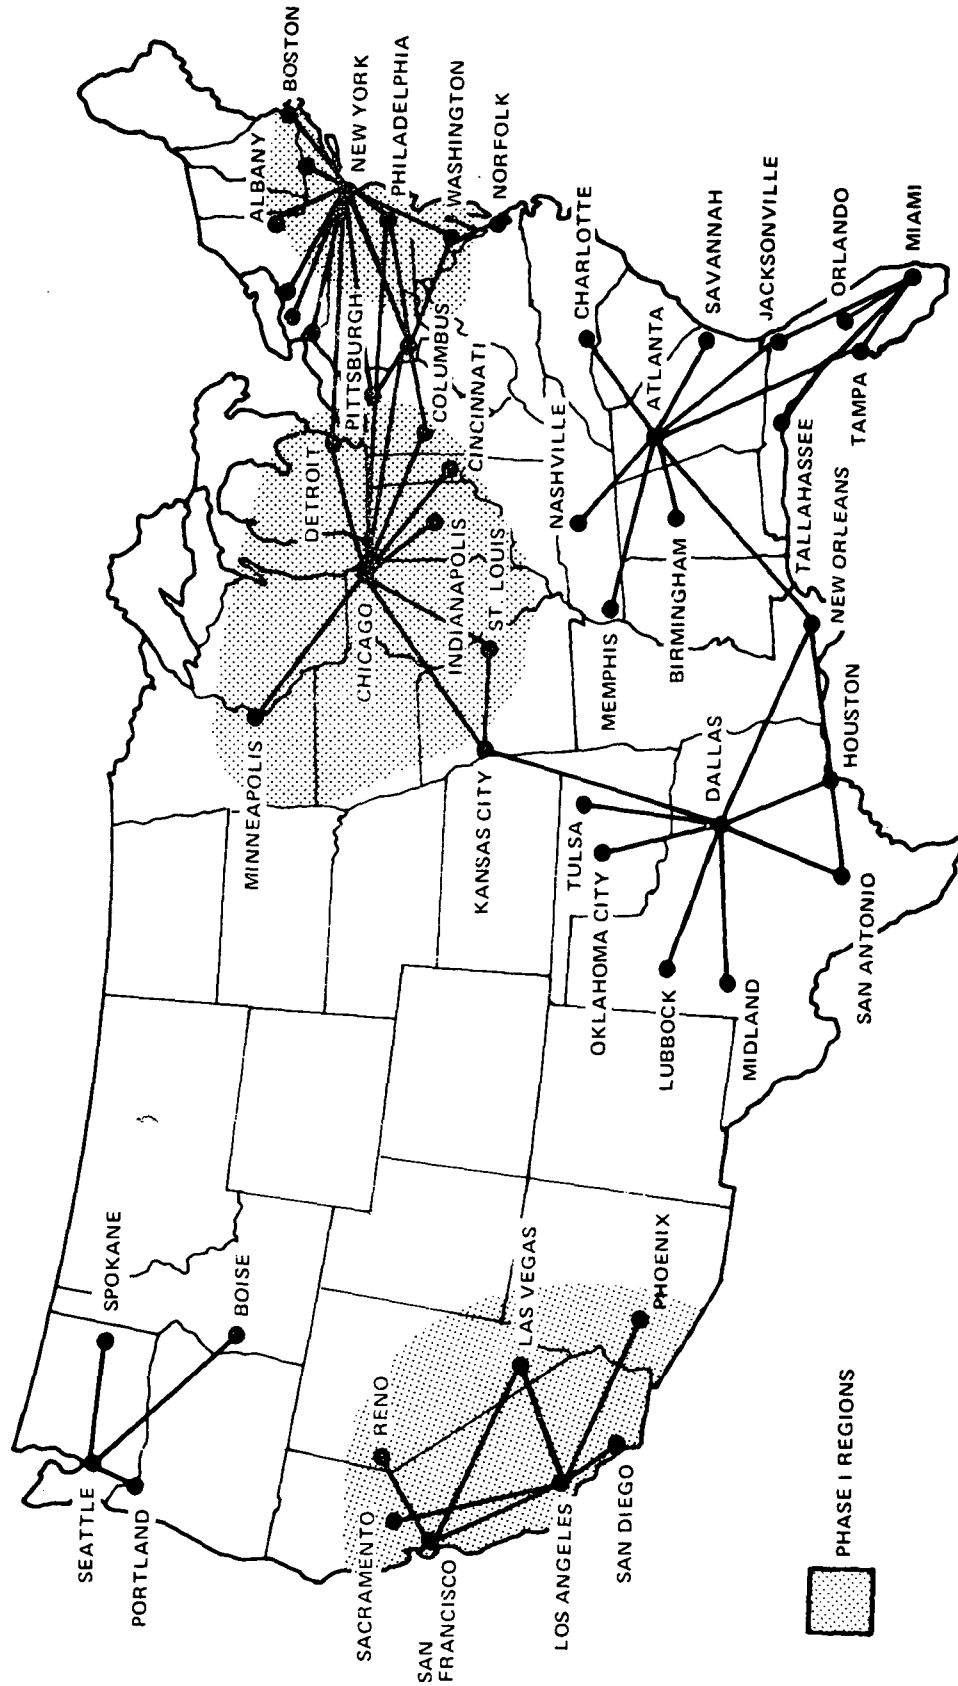 SEATTLE
PORTLAND
SPOKANE
BOISE
SACRAMENTO
SAN
FRANCISCO
RENO
LAS VEGAS
LOS ANGELES
SAN DIEGO
PHOENIX
MINNEAPOLIS
KANSAS CITY
TULSA
OKLAHOMA CITY
LUBBOCK
MIDLAND
DALLAS
SAN ANTONIO
HOUSTON
NEW ORLEANS
CHICAGO
DETROIT
INDIANAPOLIS
ST. LOUIS
CINCINNATI
COLUMBUS
PITTSBURGH
ALBANY
BOSTON
NEW YORK
PHILADELPHIA
WASHINGTON
NORFOLK
MEMPHIS
NASHVILLE
BIRMINGHAM
ATLANTA
CHARLOTTE
SAVANNAH
JACKSONVILLE
TALLAHASSEE
TAMPA
ORLANDO
MIAMI
PHASE I REGIONS